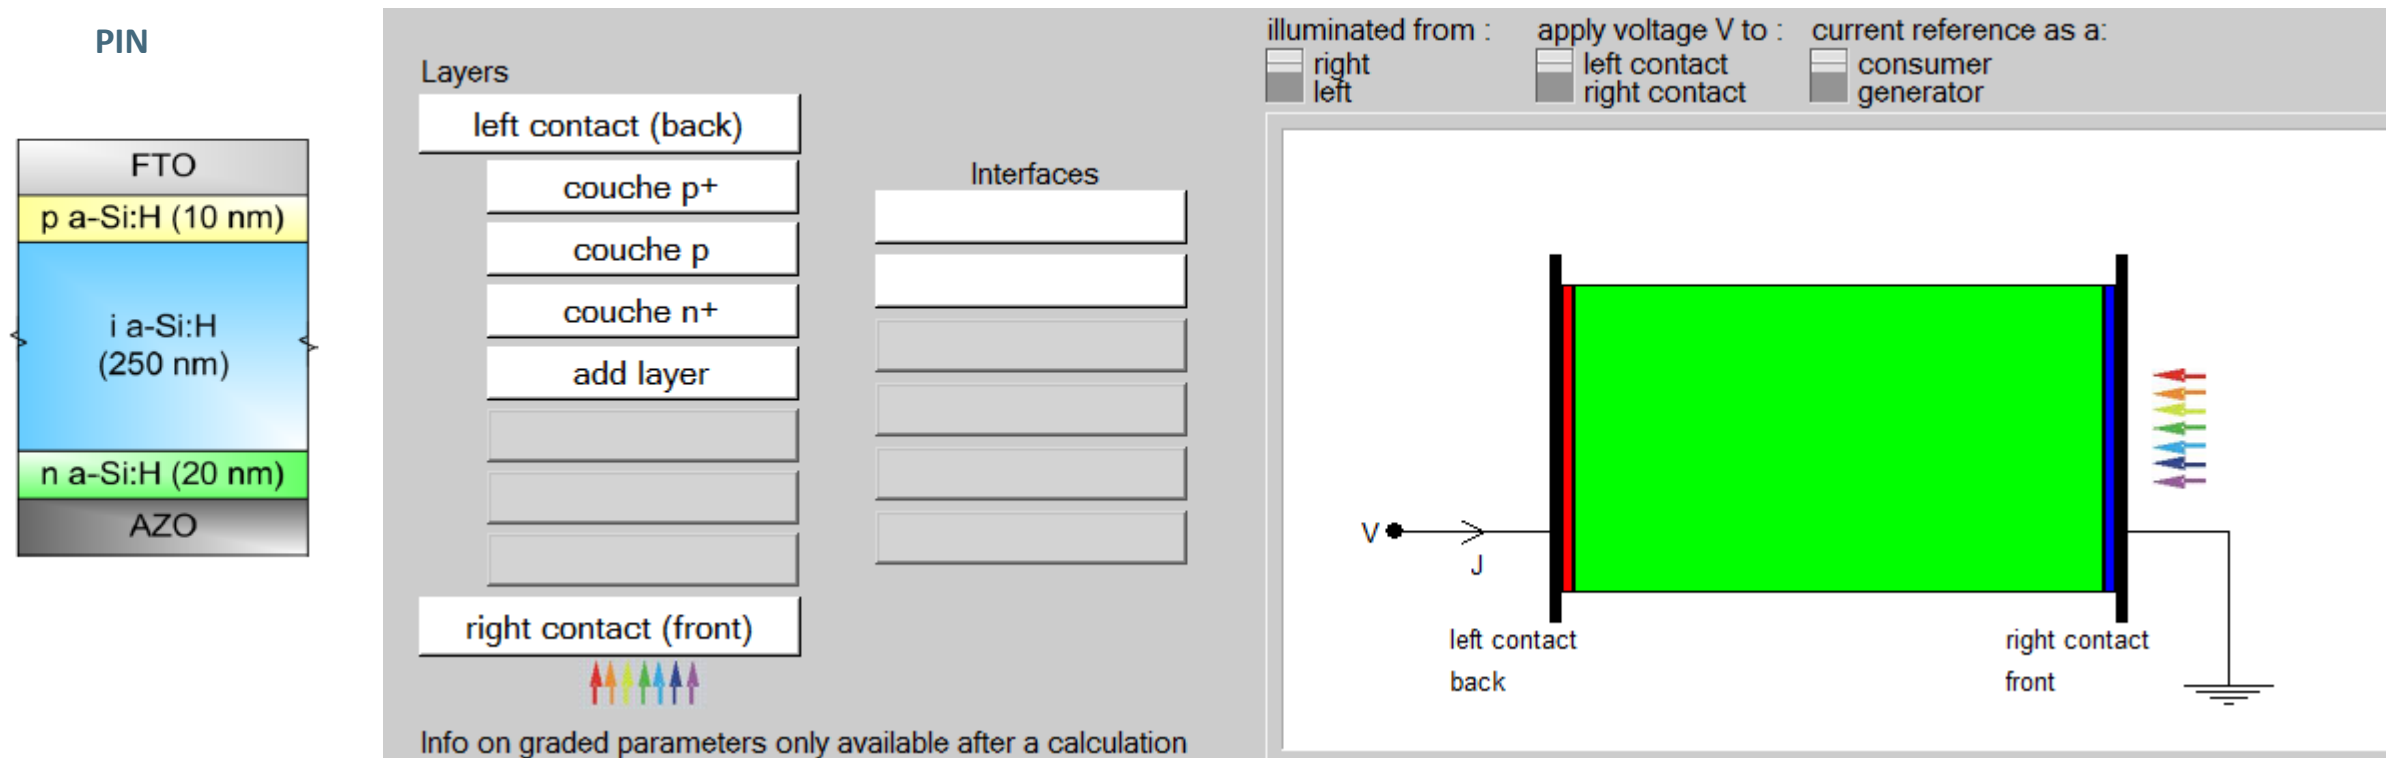 PIN
FTO
p a-Si:H (10 nm)
i a-Si:H
(250 nm)
n a-Si:H (20 nm)
AZO
Layers
left contact (back)
couche p+
couche p
couche n+
add layer
right contact (front)
Info on graded parameters only available after a calculation
Interfaces
illuminated from :
right
left
apply voltage V to :
left contact
right contact
current reference as a:
consumer
generator
V
J
left contact
back
right contact
front